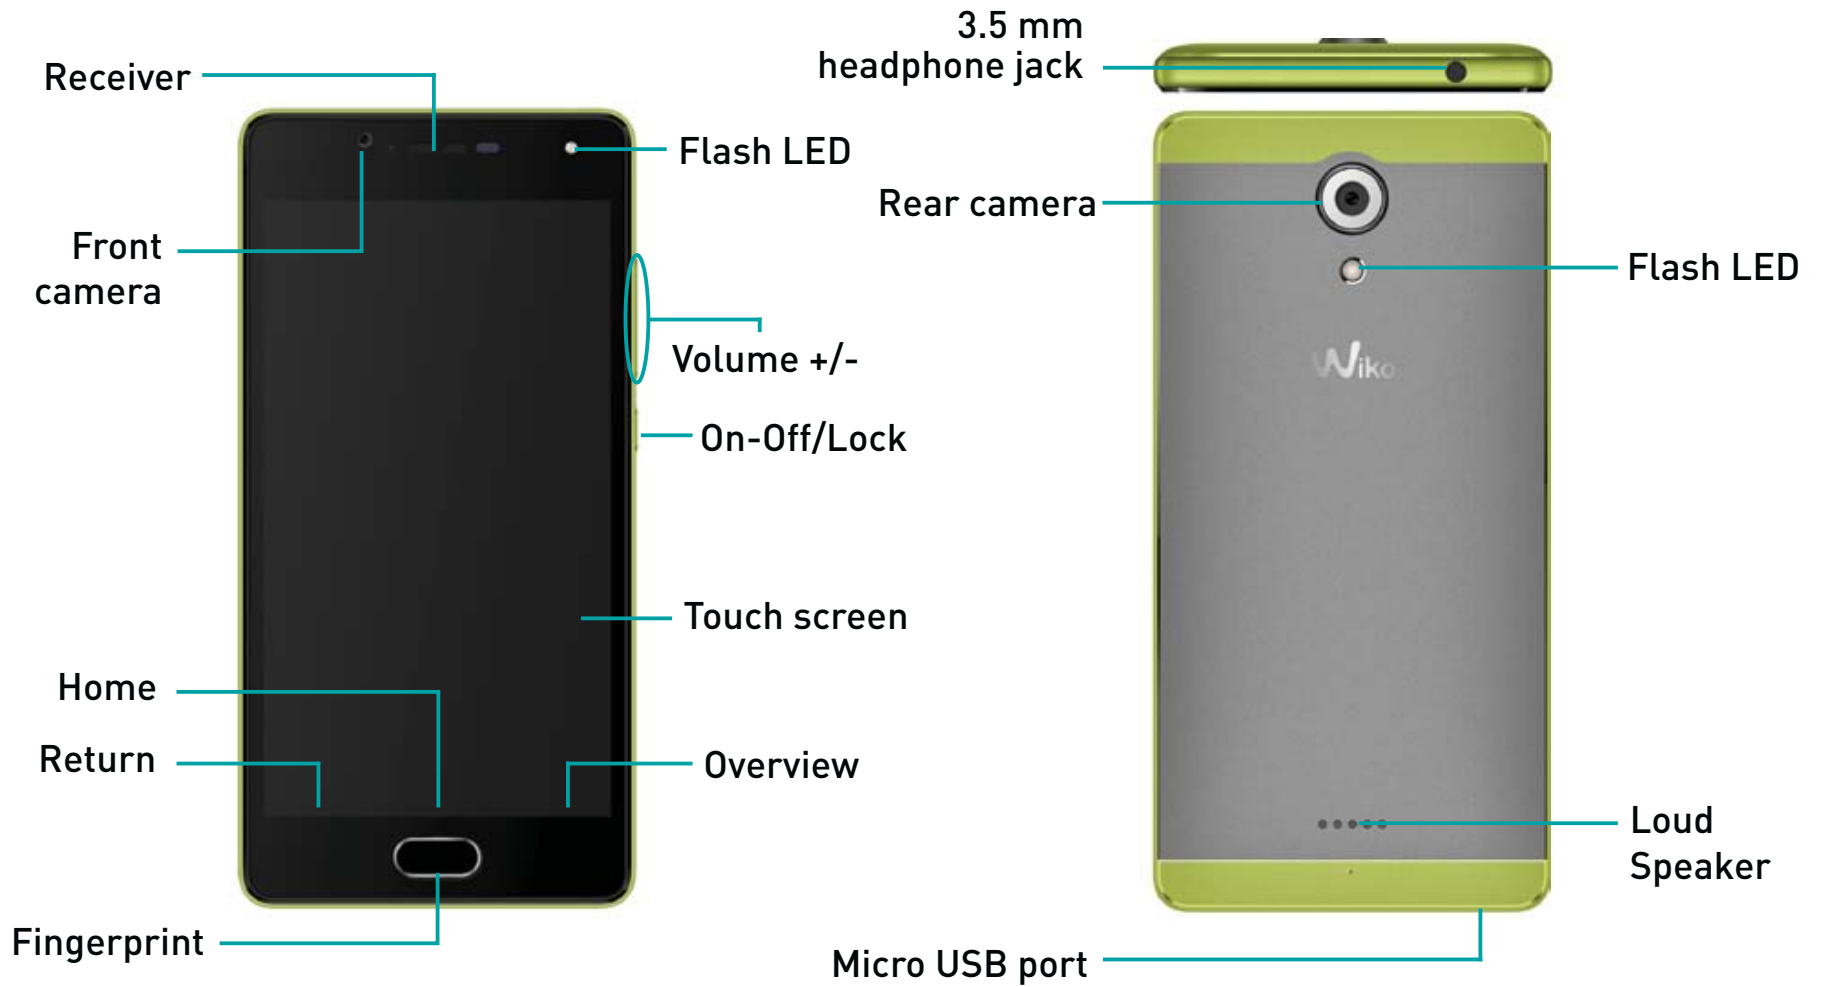 Receiver
Front
camera
Home
Return
Fingerprint
Flash LED
Volume +/-
On-Off/Lock
Touch screen
Overview
3.5 mm
headphone jack
Rear camera
Flash LED
Wiko
Loud
Speaker
Micro USB port